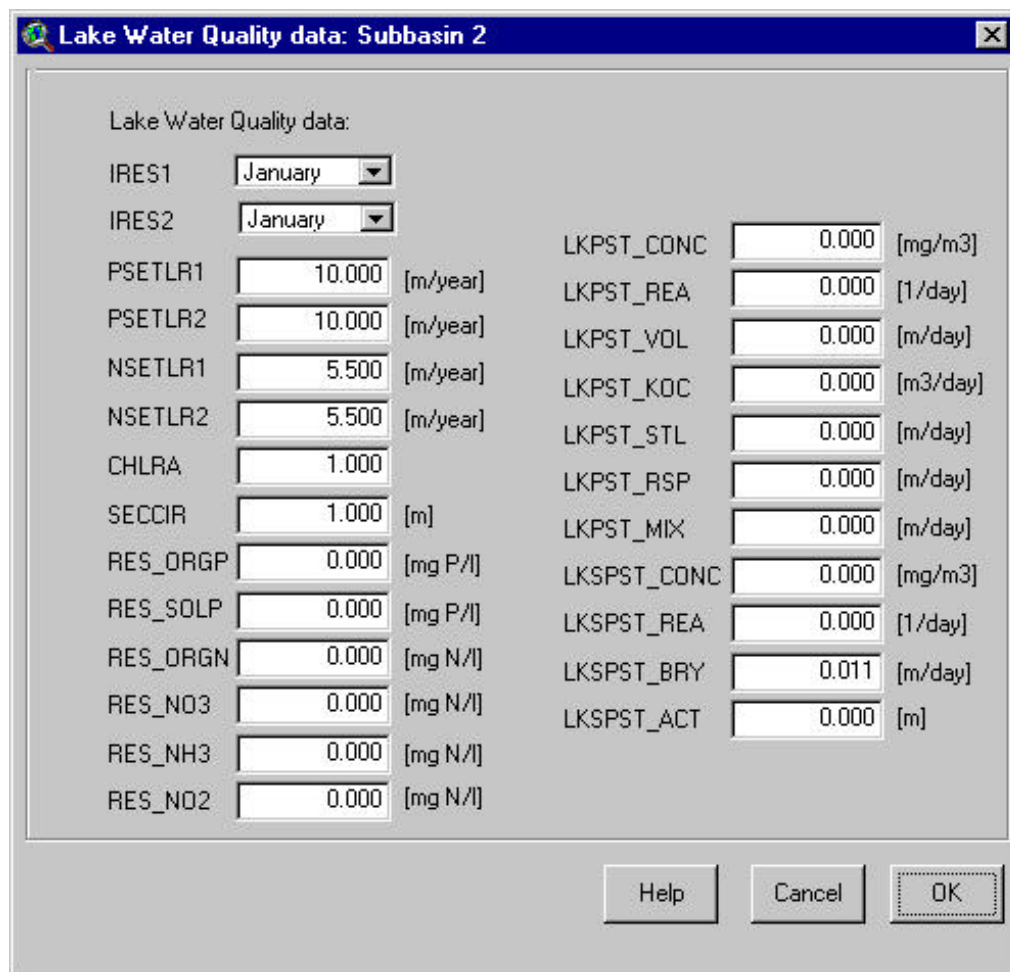 Lake Water Quality data: Subbasin 2
Lake Water Quality data:
IRES1 January
IRES2 January
PSETLR1 10.000 [m/year]
PSETLR2 10.000 [m/year]
NSETLR1 5.500 [m/year]
NSETLR2 5.500 [m/year]
CHLRA 1.000
SECCIR 1.000 [m]
RES_ORGP 0.000 [mg P/l]
RES_SOLP 0.000 [mg P/l]
RES_ORGN 0.000 [mg N/l]
RES_NO3 0.000 [mg N/l]
RES_NH3 0.000 [mg N/l]
RES_NO2 0.000 [mg N/l]
LKPST_CONC 0.000 [mg/m3]
LKPST_REA 0.000 [1/day]
LKPST_VOL 0.000 [m/day]
LKPST_KOC 0.000 [m3/day]
LKPST_STL 0.000 [m/day]
LKPST_RSP 0.000 [m/day]
LKPST_MIX 0.000 [m/day]
LKSPST_CONC 0.000 [mg/m3]
LKSPST_REA 0.000 [1/day]
LKSPST_BRY 0.011 [m/day]
LKSPST_ACT 0.000 [m]
Help Cancel OK